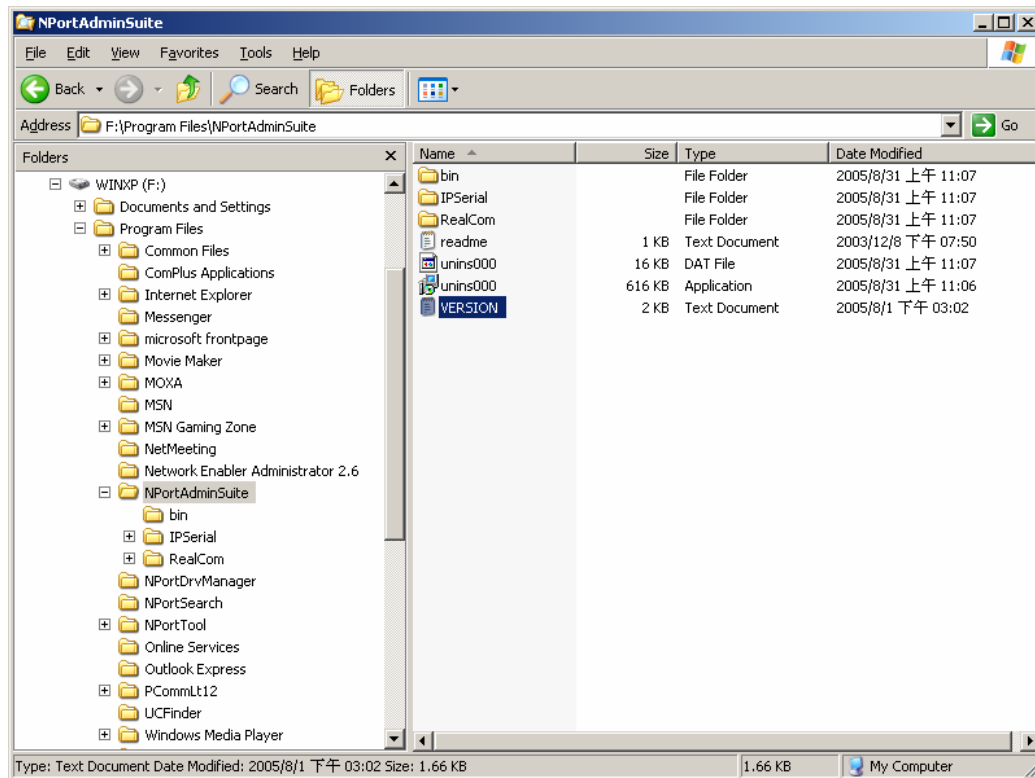 NPortAdminSuite
File Edit View Favorites Tools Help
Back Search Folders
Address F:\Program Files\NPortAdminSuite Go
Folders
WINXP (F:)
Documents and Settings
Program Files
Common Files
ComPlus Applications
Internet Explorer
Messenger
microsoft frontpage
Movie Maker
MOXA
MSN
MSN Gaming Zone
NetMeeting
Network Enabler Administrator 2.6
NPortAdminSuite
bin
IPSerial
RealCom
NPortDrvManager
NPortSearch
NPortTool
Online Services
Outlook Express
PCommLt12
UCFinder
Windows Media Player
Name Size Type Date Modified
bin File Folder 2005/8/31 上午 11:07
IPSerial File Folder 2005/8/31 上午 11:07
RealCom File Folder 2005/8/31 上午 11:07
readme 1 KB Text Document 2003/12/8 下午 07:50
unins000 16 KB DAT File 2005/8/31 上午 11:07
unins000 616 KB Application 2005/8/31 上午 11:06
VERSION 2 KB Text Document 2005/8/1 下午 03:02
Type: Text Document Date Modified: 2005/8/1 下午 03:02 Size: 1.66 KB 1.66 KB My Computer